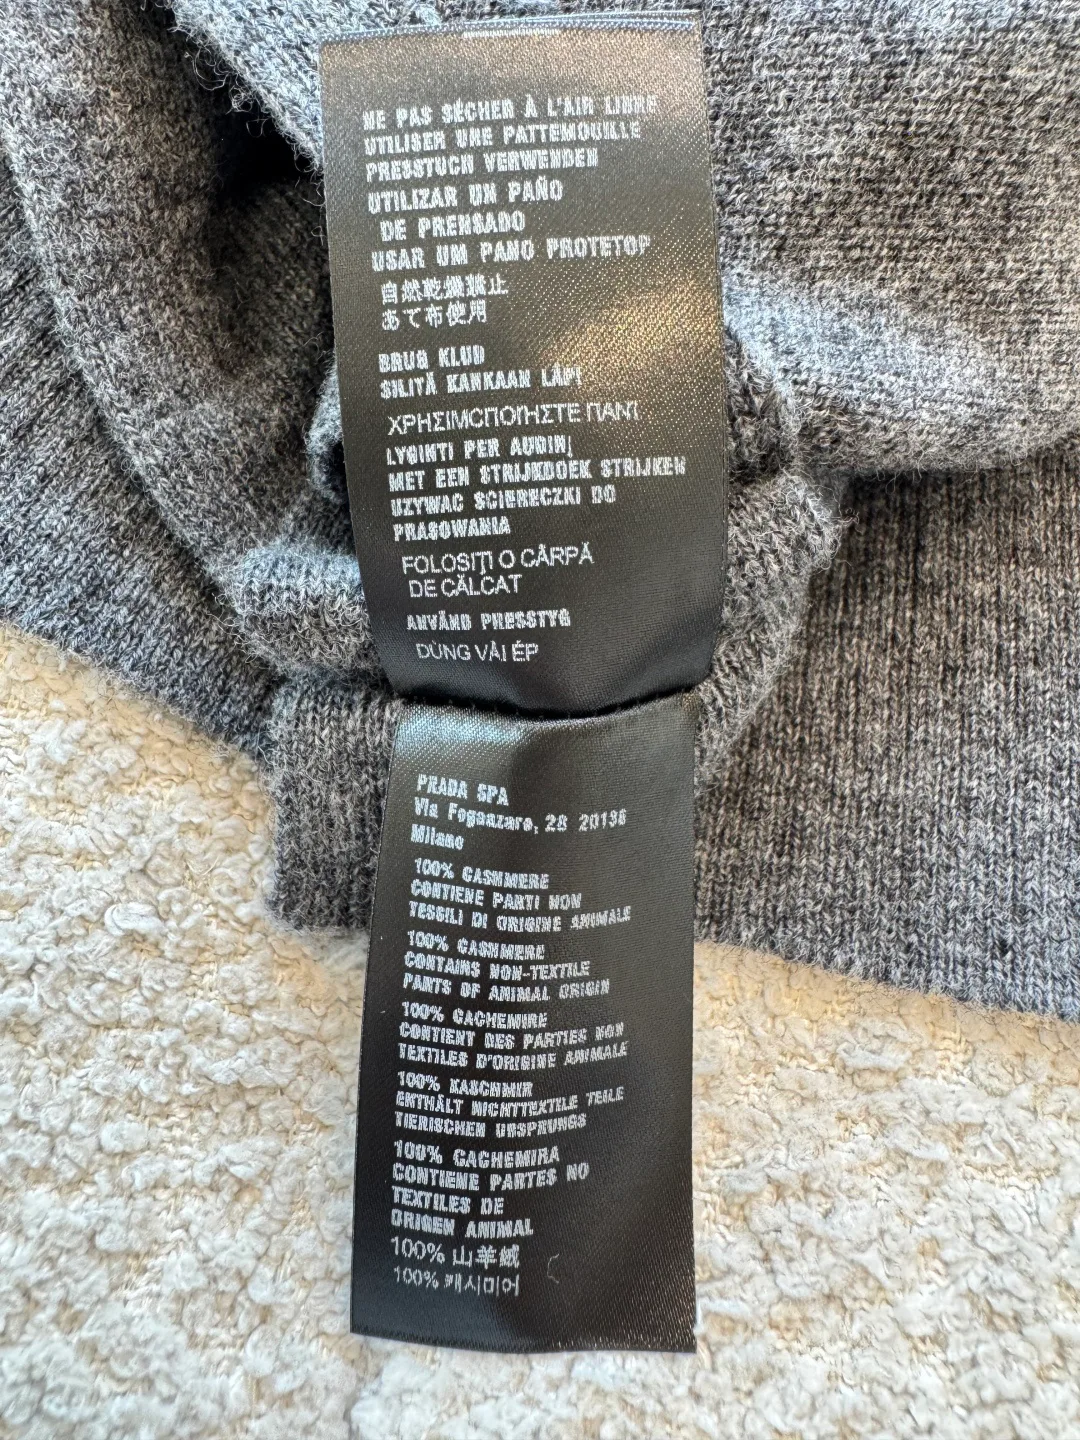 NE PAS SÉCHER À L'AIR LIBRE
UTILISER UNE PATTEMOUILLE
PRESSTUCH VERWENDEN
UTILIZAR UN PAÑO
DE PRENSADO
USAR UM PANO PROTETOP
自然乾燥禁止
あて布使用
BRUG KLUD
SILITÄ KANKAAN LÄPI
ΧΡΗΣΙΜΟΠΟΙΗΣΤΕ ΠΑΝΙ
LYGINTI PER AUDINĮ
MET EEN STRIJKDOEK STRIJKEN
UZYWAC SCIERECZKI DO
PRASOWANIA
FOLOSIȚI O CÂRPĂ
DE CĂLCAT
ANVÄND PRESSTYG
DÙNG VẢI ÉP
PRADA SPA
Via Fogazzaro, 28 20135
Milano
100% CASHMERE
CONTIENE PARTI NON
TESSILI DI ORIGINE ANIMALE
100% CASHMERE
CONTAINS NON-TEXTILE
PARTS OF ANIMAL ORIGIN
100% CACHEMIRE
CONTIENT DES PARTIES NON
TEXTILES D'ORIGINE ANIMALE
100% KASCHMIR
ENTHÄLT NICHTTEXTILE TEILE
TIERISCHEN URSPRUNGS
100% CACHEMIRA
CONTIENE PARTES NO
TEXTILES DE
ORIGEN ANIMAL
100% 山羊绒
100% 캐시미어